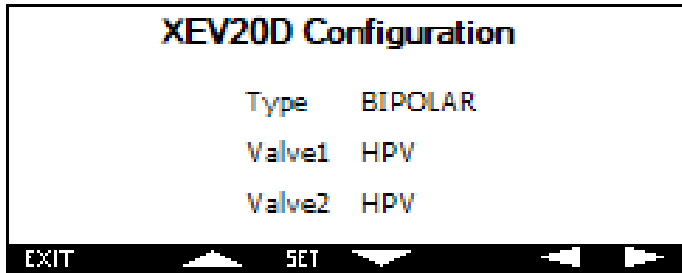 XEV20D Configuration
Type BIPOLAR
Valve1 HPV
Valve2 HPV
EXIT SET